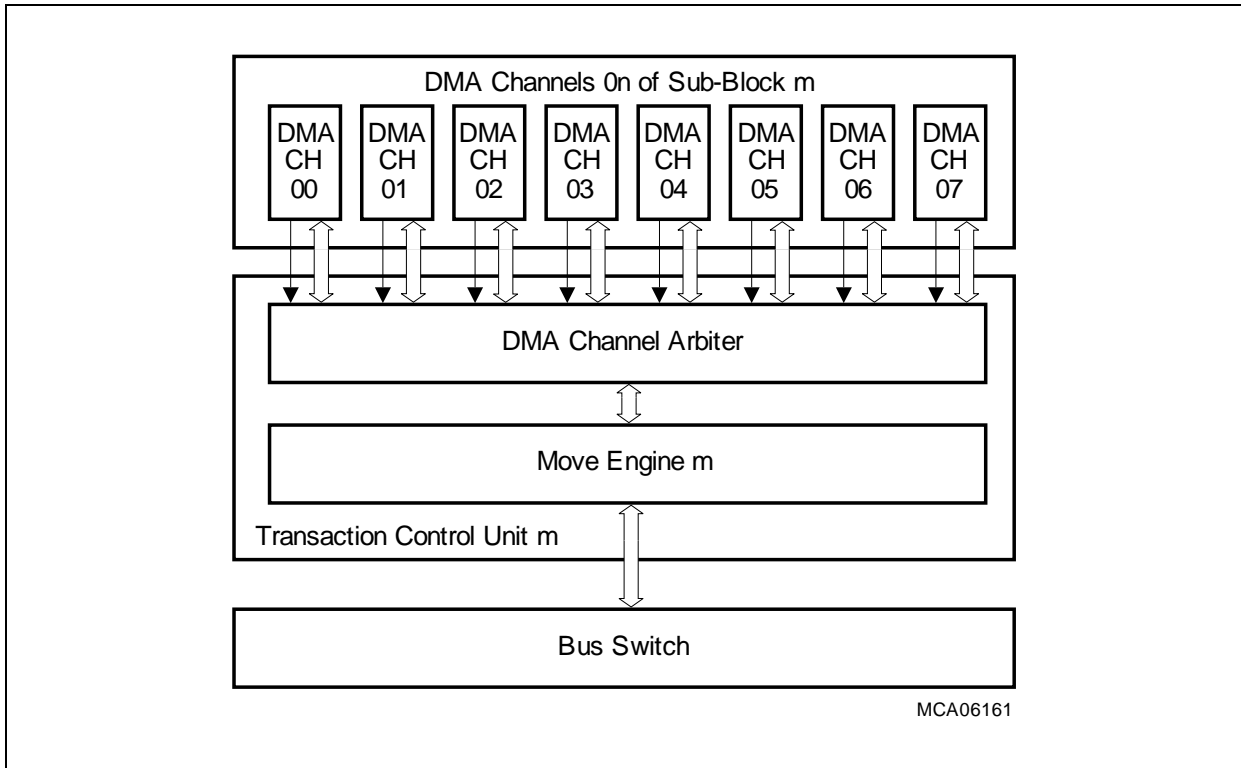 DMA Channels 0n of Sub-Block m
DMA CH 00
DMA CH 01
DMA CH 02
DMA CH 03
DMA CH 04
DMA CH 05
DMA CH 06
DMA CH 07
DMA Channel Arbiter
Move Engine m
Transaction Control Unit m
Bus Switch
MCA06161